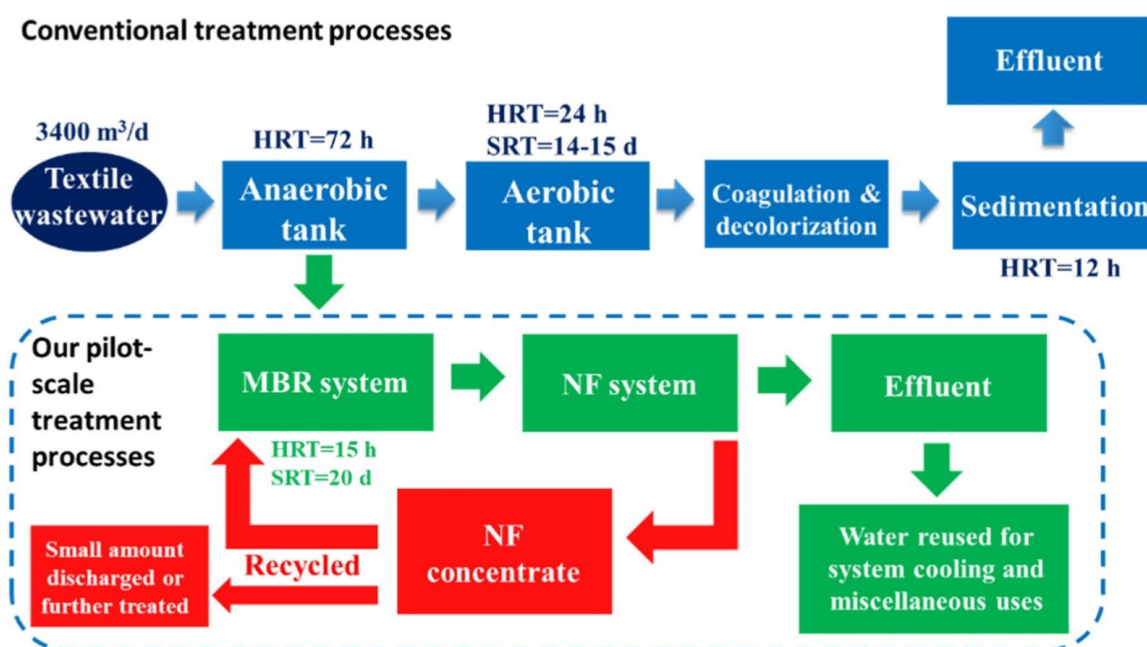 Conventional treatment processes
3400 m³/d
Textile
wastewater
HRT=72 h
Anaerobic
tank
HRT=24 h
SRT=14-15 d
Aerobic
tank
Coagulation &
decolorization
Sedimentation
HRT=12 h
Effluent
Our pilot-
scale
treatment
processes
MBR system
HRT=15 h
SRT=20 d
NF system
Effluent
NF
concentrate
Recycled
Small amount
discharged or
further treated
Water reused for
system cooling and
miscellaneous uses